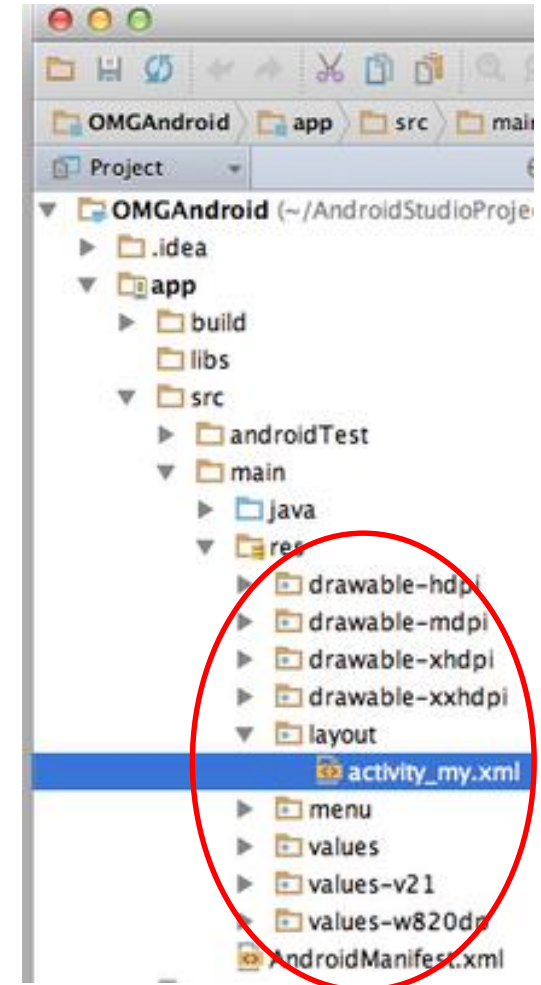 OMGAndroid app src main
Project
OMGAndroid (~/AndroidStudioProje
.idea
app
build
libs
src
androidTest
main
java
res
drawable-hdpi
drawable-mdpi
drawable-xhdpi
drawable-xxhdpi
layout
activity_my.xml
menu
values
values-v21
values-w820dp
AndroidManifest.xml